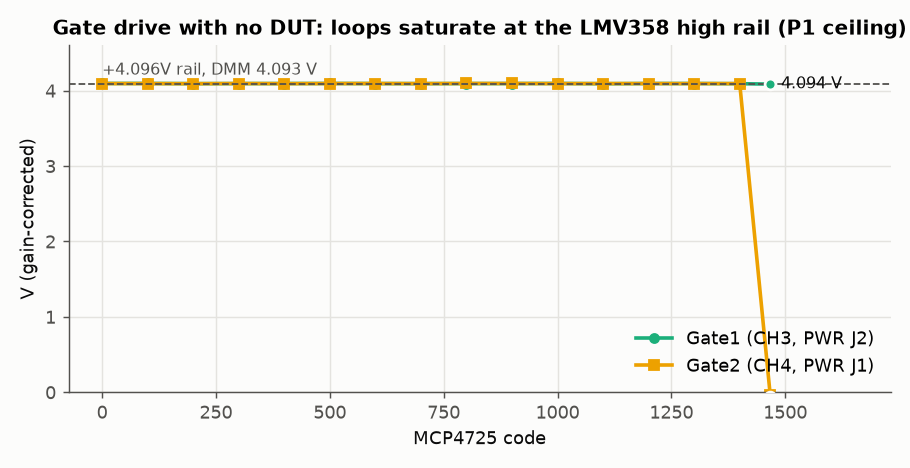 Gate drive with no DUT: loops saturate at the LMV358 high rail (P1 ceiling)
+4.096V rail, DMM 4.093 V
4.094 V
V (gain-corrected)
4
3
2
1
0
Gate1 (CH3, PWR J2)
Gate2 (CH4, PWR J1)
0 250 500 750 1000 1250 1500
MCP4725 code